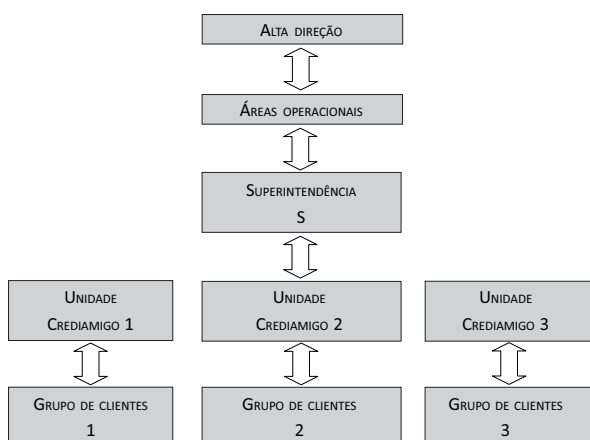 ALTA DIREÇÃO
ÁREAS OPERACIONAIS
SUPERINTENDÊNCIA
S
UNIDADE
CREDIAMIGO 1
UNIDADE
CREDIAMIGO 2
UNIDADE
CREDIAMIGO 3
GRUPO DE CLIENTES
1
GRUPO DE CLIENTES
2
GRUPO DE CLIENTES
3